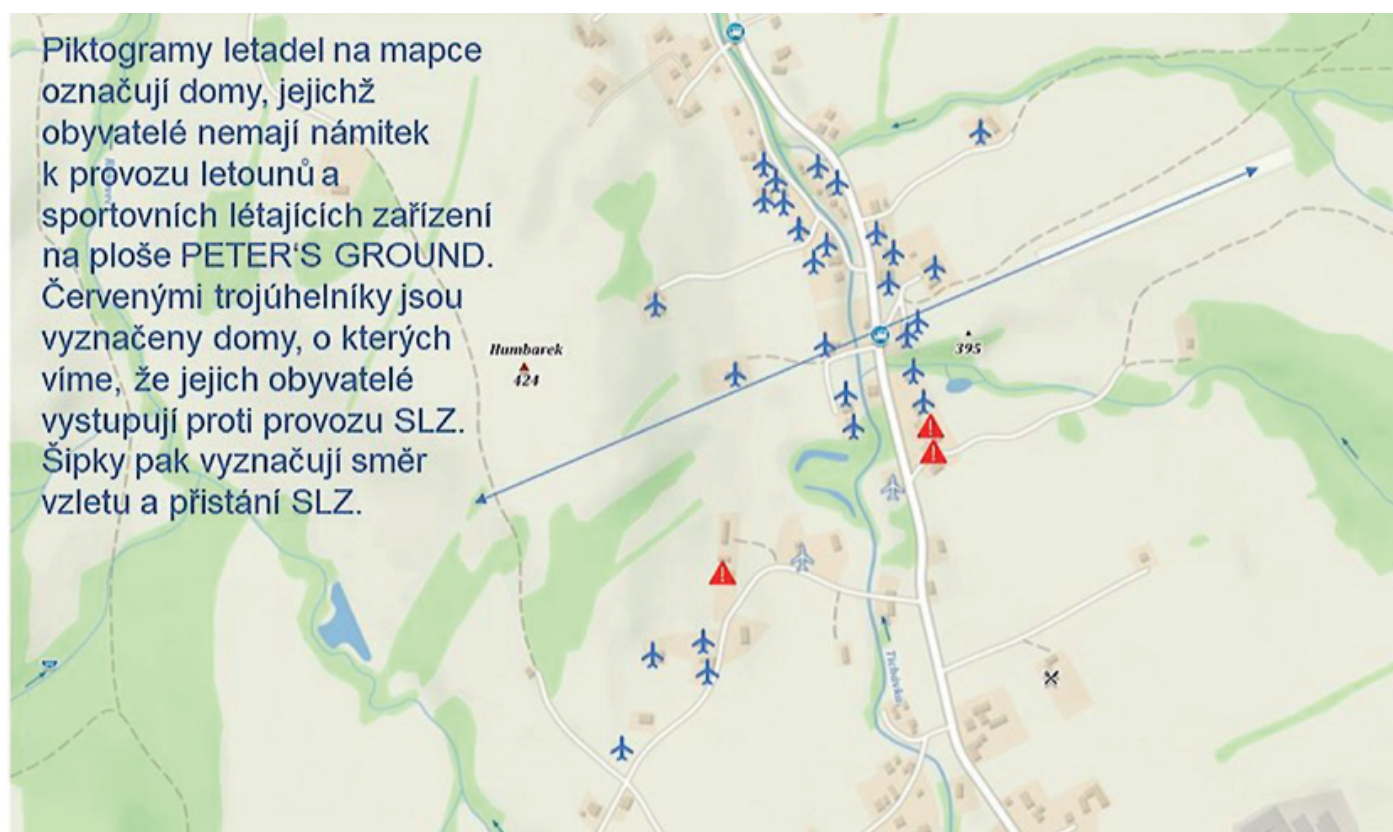 Piktogramy letadel na mapce
označují domy, jejichž
obyvatelé nemají námitek
k provozu letounů a
sportovních létajících zařízení
na ploše PETER'S GROUND.
Červenými trojúhelníky jsou
vyznačeny domy, o kterých
víme, že jejich obyvatelé
vystupují proti provozu SLZ.
Šipky pak vyznačují směr
vzletu a přistání SLZ.
Humbarek
424
395
Tichávka